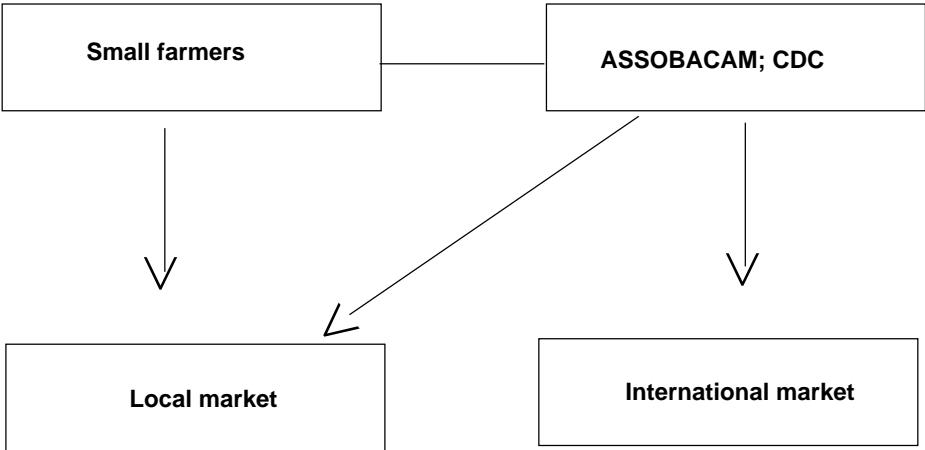 Small farmers
ASSOBACAM; CDC
Local market
International market